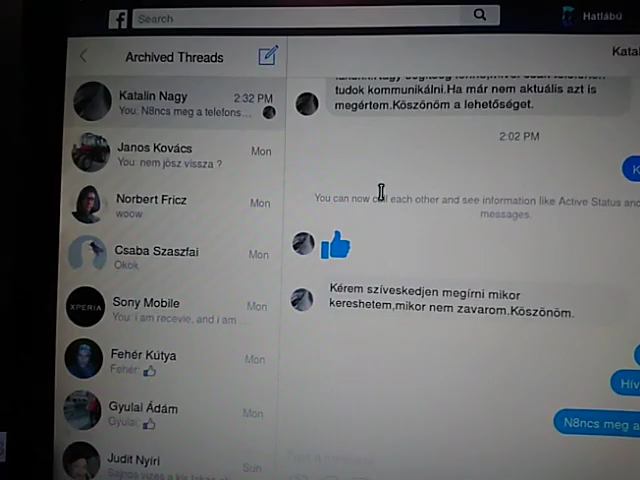 f
Search
Hatlábú
Archived Threads
Katalin Nagy
2:32 PM
You: N8ncs meg a telefons...
Janos Kovács
Mon
You: nem jösz vissza ?
Norbert Fricz
Mon
woow
Csaba Szaszfai
Mon
Okok
XPERIA
Sony Mobile
Mon
You: i am recevie, and i am ...
Fehér Kútya
Mon
Fehér:
Gyulai Ádám
Mon
Gyulai:
Judit Nyíri
Sun
tudok kommunikálni.Ha már nem aktuális azt is
megértem.Köszönöm a lehetőséget.
2:02 PM
You can now call each other and see information like Active Status and
messages.
Kérem szíveskedjen megírni mikor
kereshetem,mikor nem zavarom.Köszönöm.
Hív
N8ncs meg a